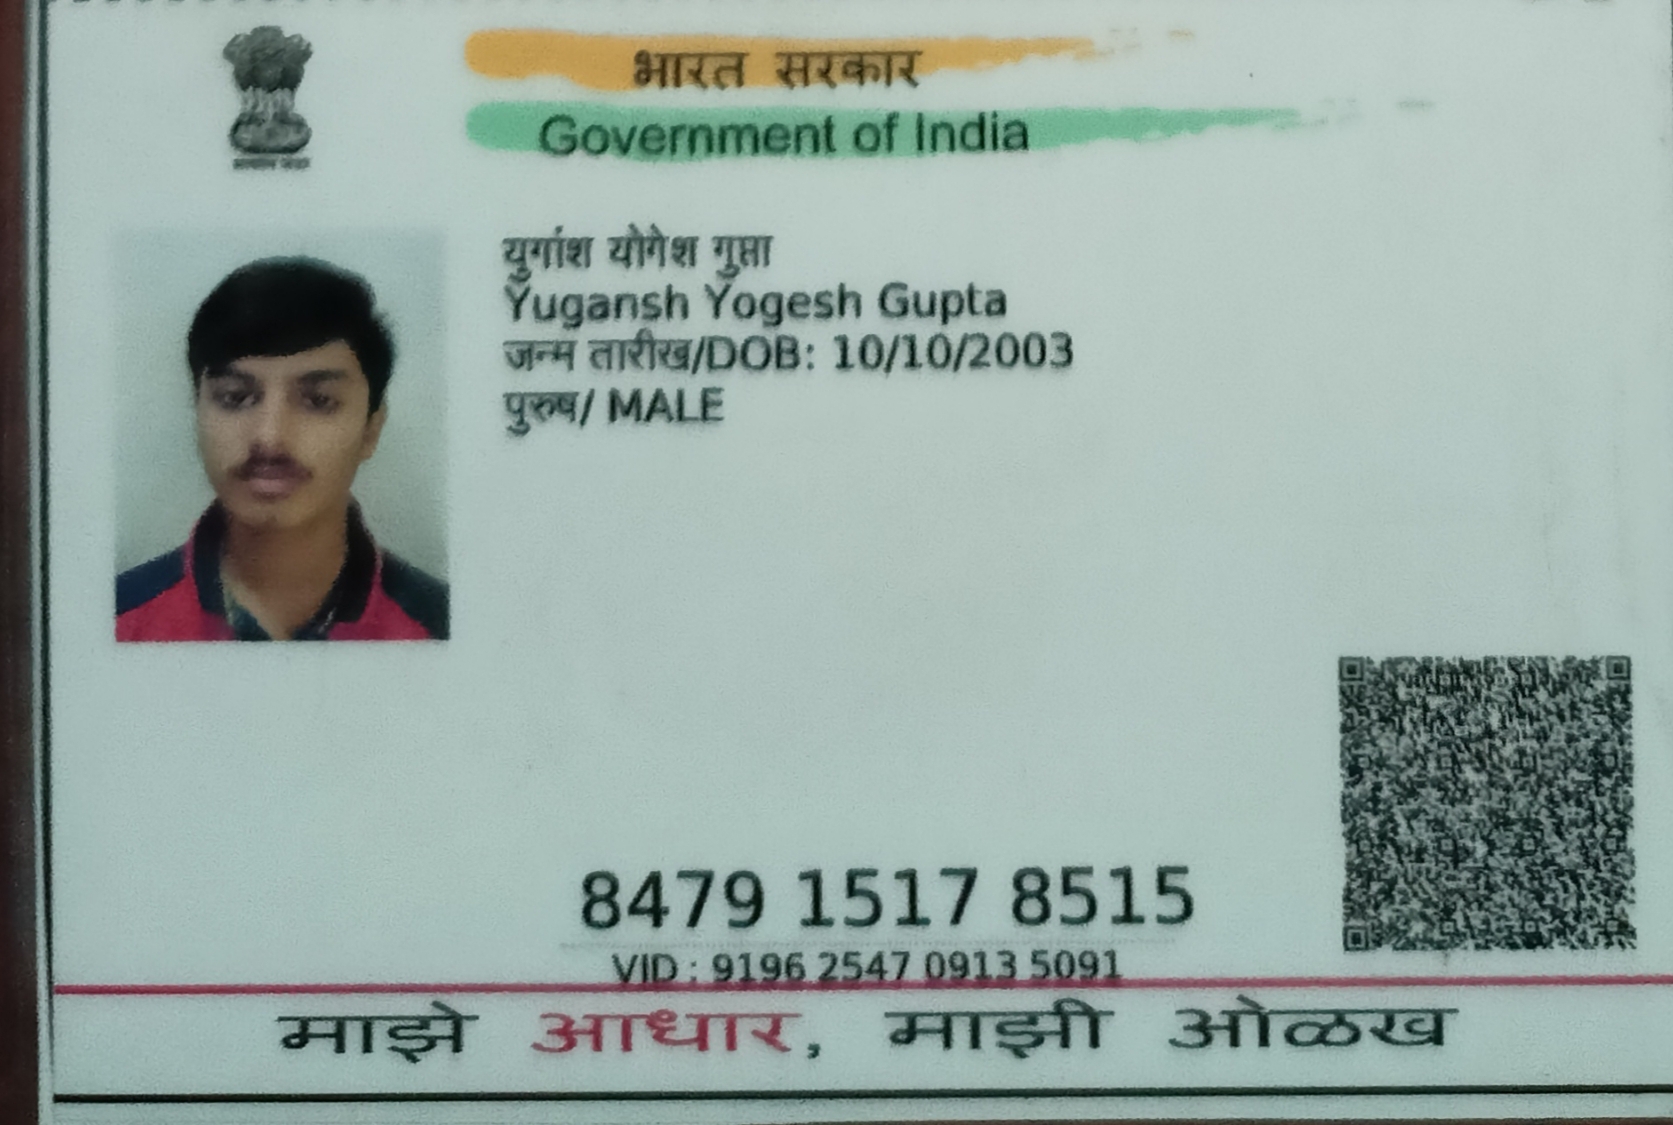 भारत सरकार
Government of India
युगांश योगेश गुप्ता
Yugansh Yogesh Gupta
जन्म तारीख/DOB: 10/10/2003
पुरुष/ MALE
8479 1517 8515
VID : 9196 2547 0913 5091
माझे आधार, माझी ओळख